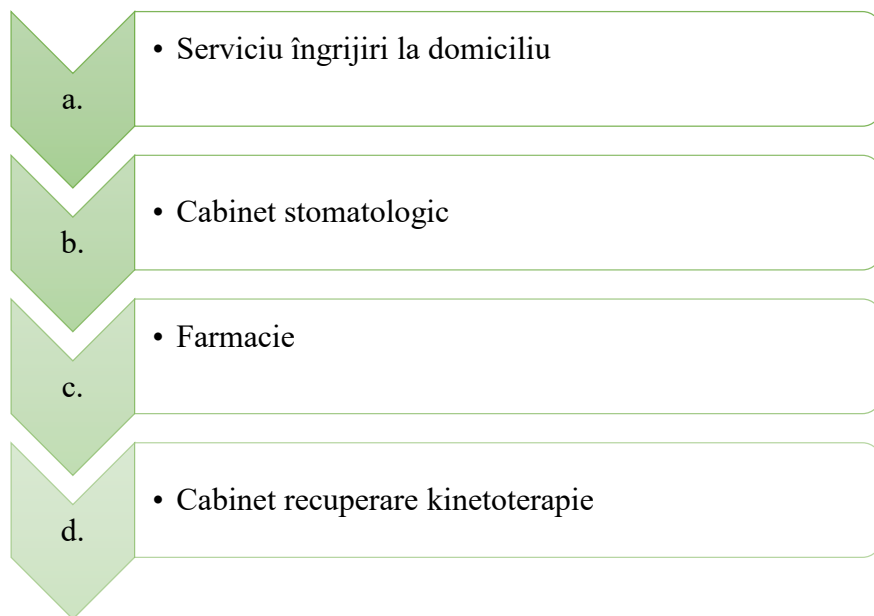 a.
• Serviciu îngrijiri la domiciliu
b.
• Cabinet stomatologic
c.
• Farmacie
d.
• Cabinet recuperare kinetoterapie